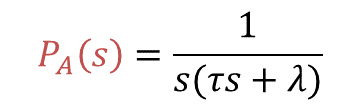 P_A(s) = 1 / s(τs + λ)